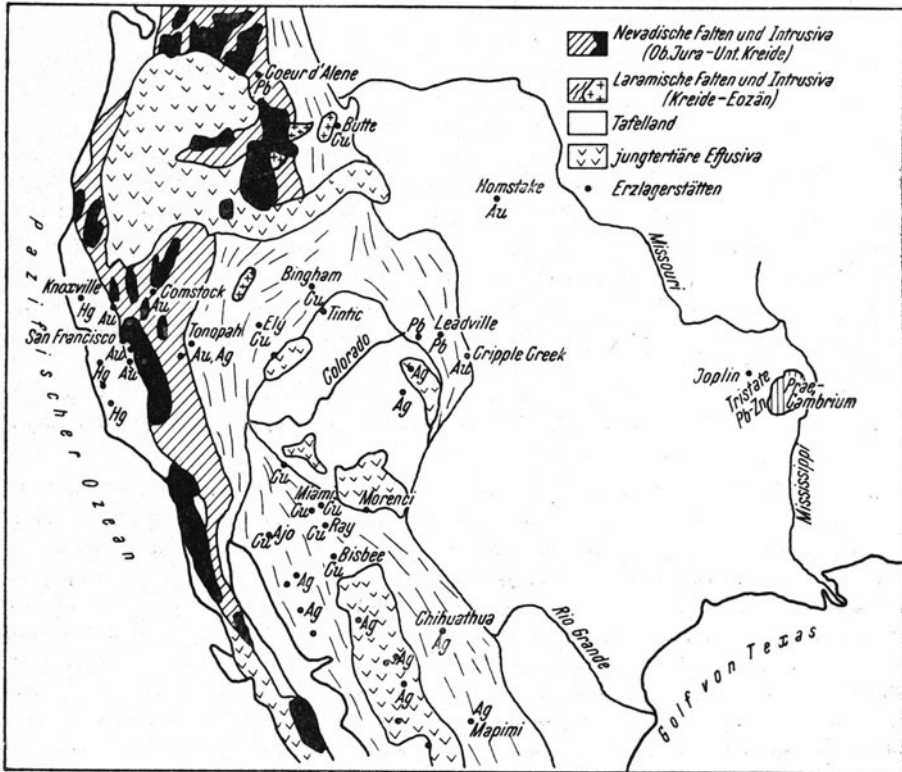 Nevadische Falten und Intrusiva
(Ob. Jura-Unt. Kreide)
Laramische Falten und Intrusiva
(Kreide-Eozän)
Tafelland
jungtertiäre Effusiva
Erzlagerstätten
Coeur d'Alene
Pb
Butte
Cu
Homstake
Au
Missouri
Pazifischer Ozean
Knoxville
Hg
Au
Comstock
Au
Bingham
Cu
Tintic
San Francisco
Au
Hg
Au
Hg
Tonopah
Au, Ag
Ely
Cu
Colorado
Pb
Leadville
Pb
Cripple Creek
Au
Ag
Ag
Joplin
Tristate
Pb-Zn
Prae-
Cambrium
Mississippi
Cu
Miami
Cu
Cu
Morenci
Cu
Ajo
Ray
Cu
Bisbee
Cu
Ag
Ag
Ag
Chihuathua
Ag
Ag
Ag
Ag
Mapimi
Rio Grande
Golf von Texas